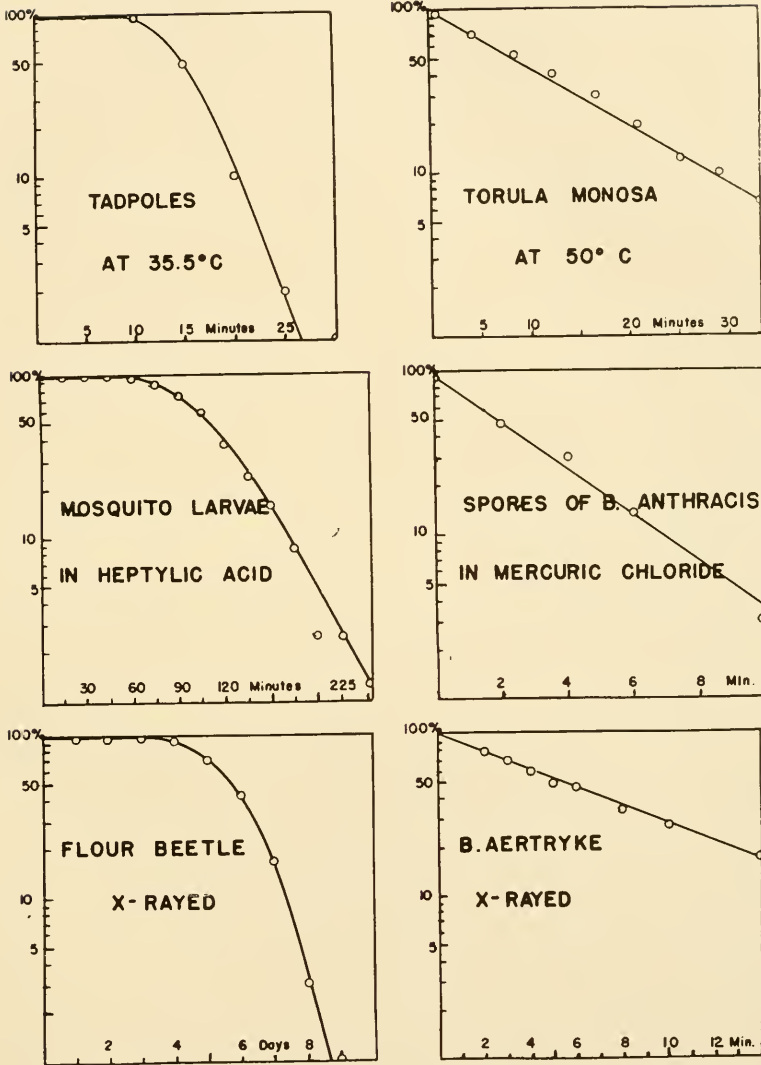 100%
50
10
5
TADPOLES
AT 35.5°C
5 10 15 Minutes 25
100%
50
10
5
TORULA MONOSA
AT 50° C
5 10 20 Minutes 30
100%
50
10
5
MOSQUITO LARVAE
IN HEPTYLIC ACID
30 60 90 120 Minutes 225
100%
50
10
5
SPORES OF B. ANTHRACIS
IN MERCURIC CHLORIDE
2 4 6 8 Min.
100%
50
10
5
FLOUR BEETLE
X-RAYED
2 4 6 Days 8
100%
50
10
5
B. AERTRYKE
X-RAYED
2 4 6 8 10 12 Min.